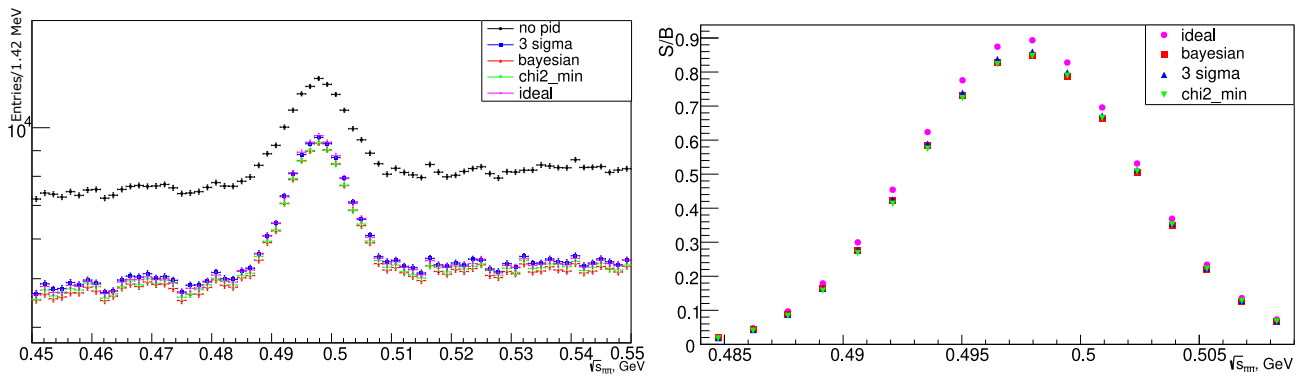 Entries/1.42 MeV
10⁴
no pid
3 sigma
bayesian
chi2_min
ideal
0.45 0.46 0.47 0.48 0.49 0.5 0.51 0.52 0.53 0.54 0.55
√sππ, GeV
S/B
0.9
0.8
0.7
0.6
0.5
0.4
0.3
0.2
0.1
0
ideal
bayesian
3 sigma
chi2_min
0.485 0.49 0.495 0.5 0.505
√sππ, GeV